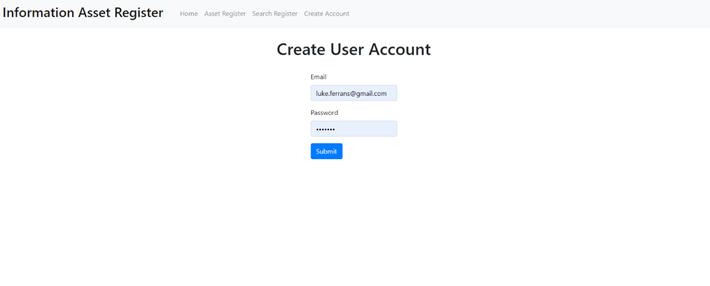 Information Asset Register Home Asset Register Search Register Create Account
Create User Account
Email
luke.ferrans@gmail.com
Password
•••••••
Submit